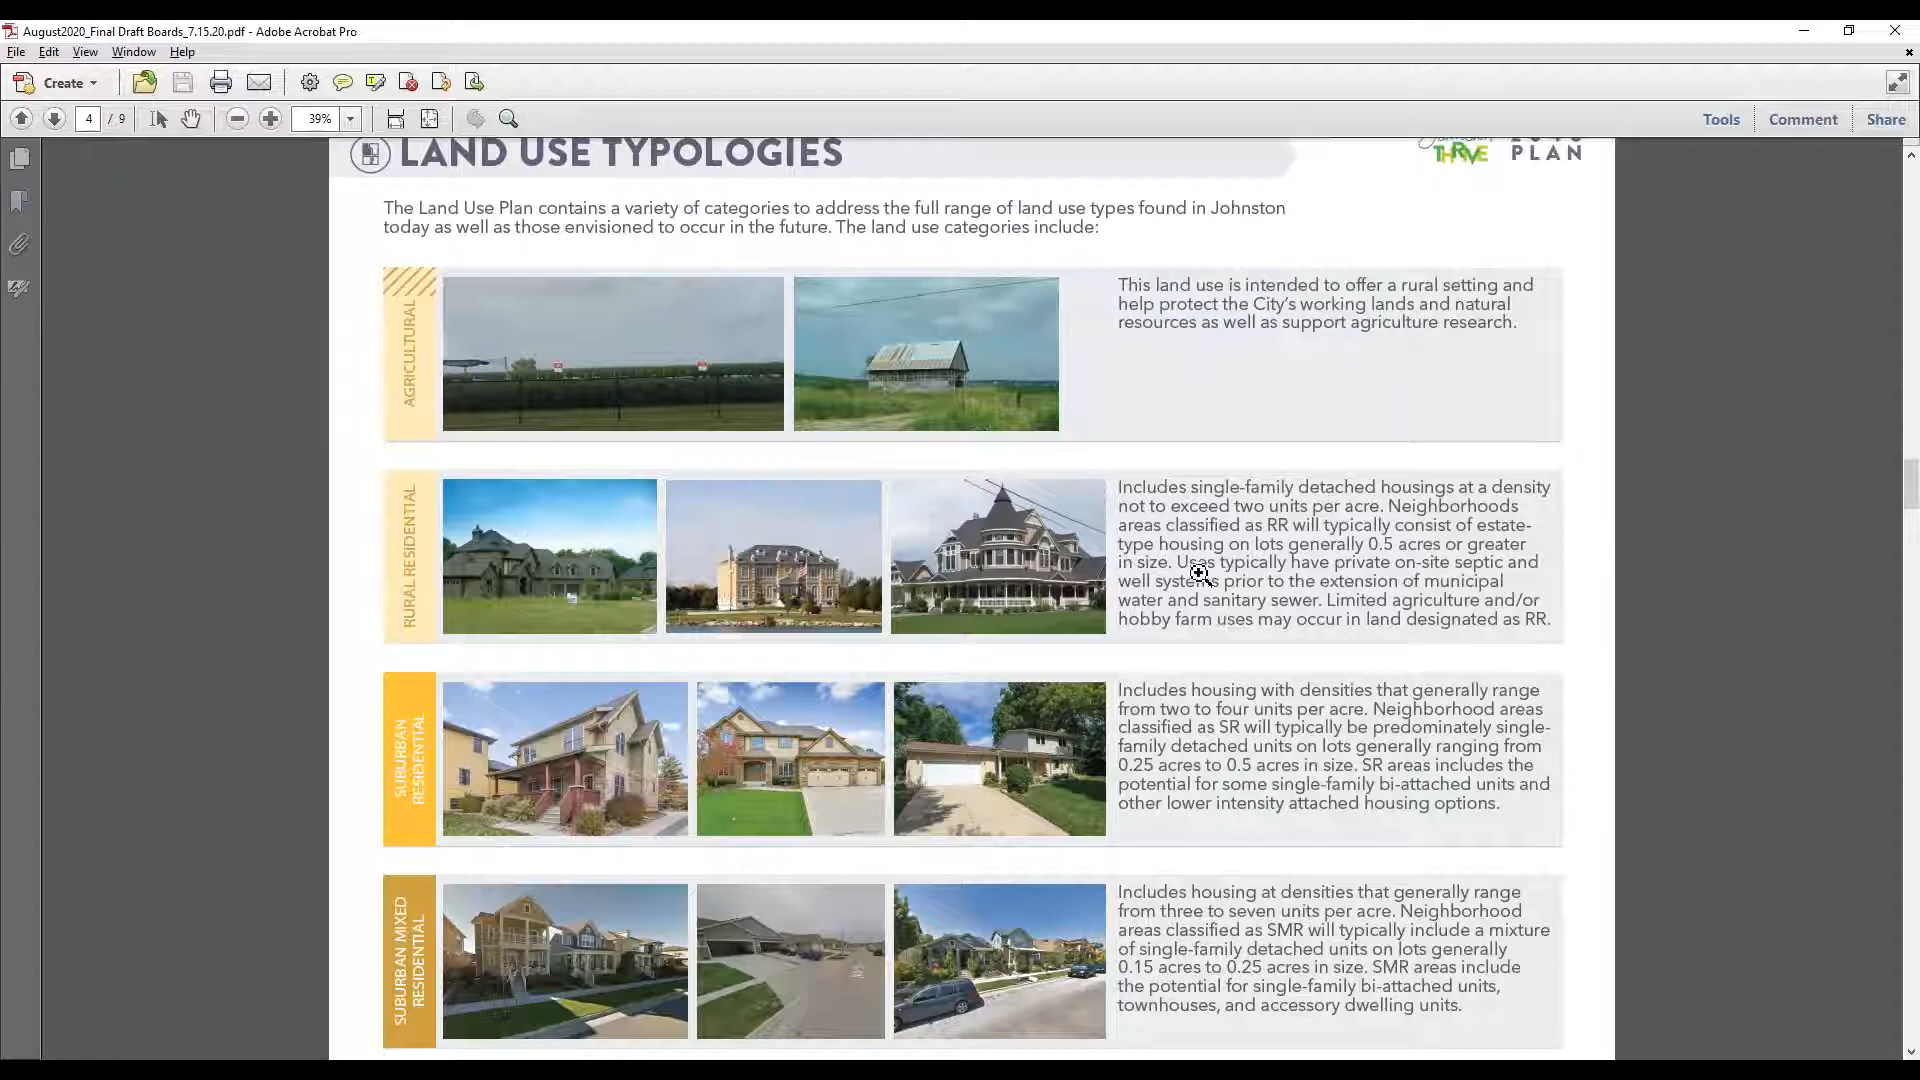 August2020_Final Draft Boards_7.15.20.pdf - Adobe Acrobat Pro
File Edit View Window Help
Create
4 / 9 39% Tools Comment Share
LAND USE TYPOLOGIES
THRIVE
PLAN
The Land Use Plan contains a variety of categories to address the full range of land use types found in Johnston
today as well as those envisioned to occur in the future. The land use categories include:
AGRICULTURAL
This land use is intended to offer a rural setting and
help protect the City's working lands and natural
resources as well as support agriculture research.
RURAL RESIDENTIAL
Includes single-family detached housings at a density
not to exceed two units per acre. Neighborhoods
areas classified as RR will typically consist of estate-
type housing on lots generally 0.5 acres or greater
in size. Uses typically have private on-site septic and
well systems prior to the extension of municipal
water and sanitary sewer. Limited agriculture and/or
hobby farm uses may occur in land designated as RR.
SUBURBAN
RESIDENTIAL
Includes housing with densities that generally range
from two to four units per acre. Neighborhood areas
classified as SR will typically be predominately single-
family detached units on lots generally ranging from
0.25 acres to 0.5 acres in size. SR areas includes the
potential for some single-family bi-attached units and
other lower intensity attached housing options.
SUBURBAN MIXED
RESIDENTIAL
Includes housing at densities that generally range
from three to seven units per acre. Neighborhood
areas classified as SMR will typically include a mixture
of single-family detached units on lots generally
0.15 acres to 0.25 acres in size. SMR areas include
the potential for single-family bi-attached units,
townhouses, and accessory dwelling units.